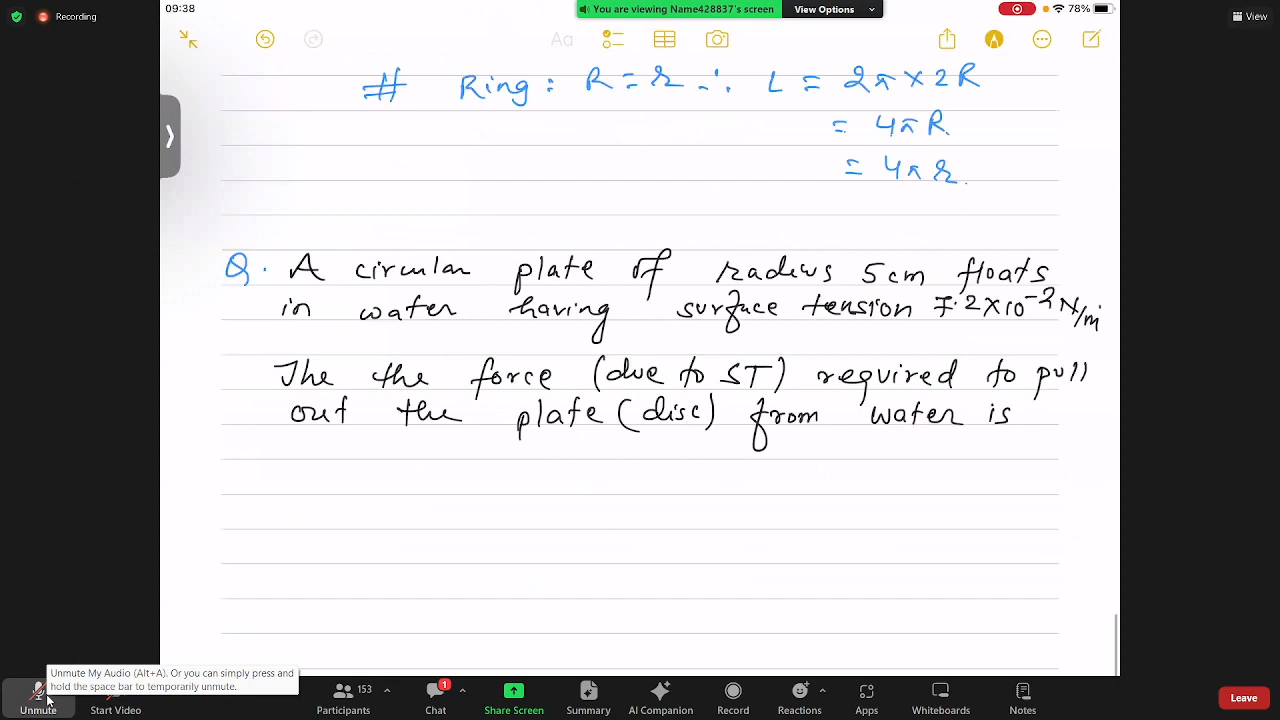 09:38
Recording
You are viewing Name428837's screen
View Options
78%
View
Aa
# Ring : R = r ∴ L = 2π × 2R
= 4πR
= 4πr.
Q. A circular plate of radius 5cm floats
in water having surface tension 7.2×10⁻² N/m
The the force (due to ST) required to pull
out the plate (disc) from water is
Unmute My Audio (Alt+A). Or you can simply press and
hold the space bar to temporarily unmute.
Unmute
Start Video
153
Participants
1
Chat
Share Screen
Summary
AI Companion
Record
Reactions
Apps
Whiteboards
Notes
Leave